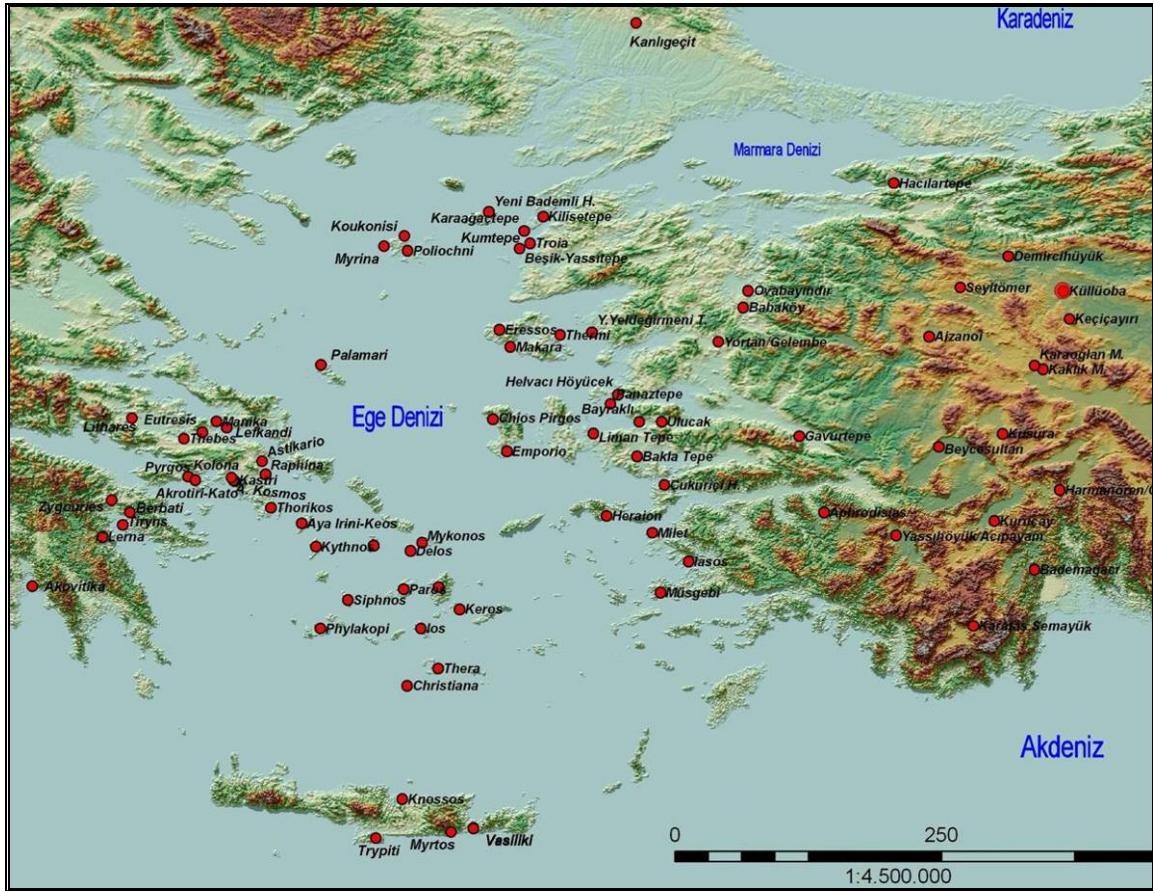 Karadeniz
Kanlıgeçit
Marmara Denizi
Hacılartepe
Yeni Bademli H.
Karaağaçtepe
Kilisetepe
Koukonisi
Kumtepe
Troia
Myrina
Poliochni
Beşik-Yassıtepe
Demircihüyük
Ovabayındır
Seyitömer
Küllüoba
Babaköy
Keçiçayırı
Y.Yeldeğirmeni T.
Eressos
Thermi
Aizanoi
Makara
Yortan/Gelembe
Palamari
Karaoğlan M.
Kaklık M.
Helvacı Höyücek
Panaztepe
Ege Denizi
Bayraklı
Eutresis
Manika
Chios Pirgos
Ulucak
Lithares
Lefkandi
Thebes
Liman Tepe
Gavurtepe
Kusura
Astikario
Emporio
Bakla Tepe
Beycesultan
Pyrgos
Kolona
Raphina
Kastri
Çukuriçi H.
Akrotiri-Kato
A. Kosmos
Zygouries
Berbati
Thorikos
Heraion
Aphrodisias
Tiryns
Aya Irini-Keos
Kuruçay
Lerna
Milet
Yassıhöyük/Acıpayam
Mykonos
Kythnos
Delos
Iasos
Bademağacı
Akovitika
Paros
Müsgebi
Siphnos
Keros
Phylakopi
Ios
Karataş Semayük
Thera
Christiana
Akdeniz
Knossos
Vasiliki
Trypiti
Myrtos
0
250
1:4.500.000